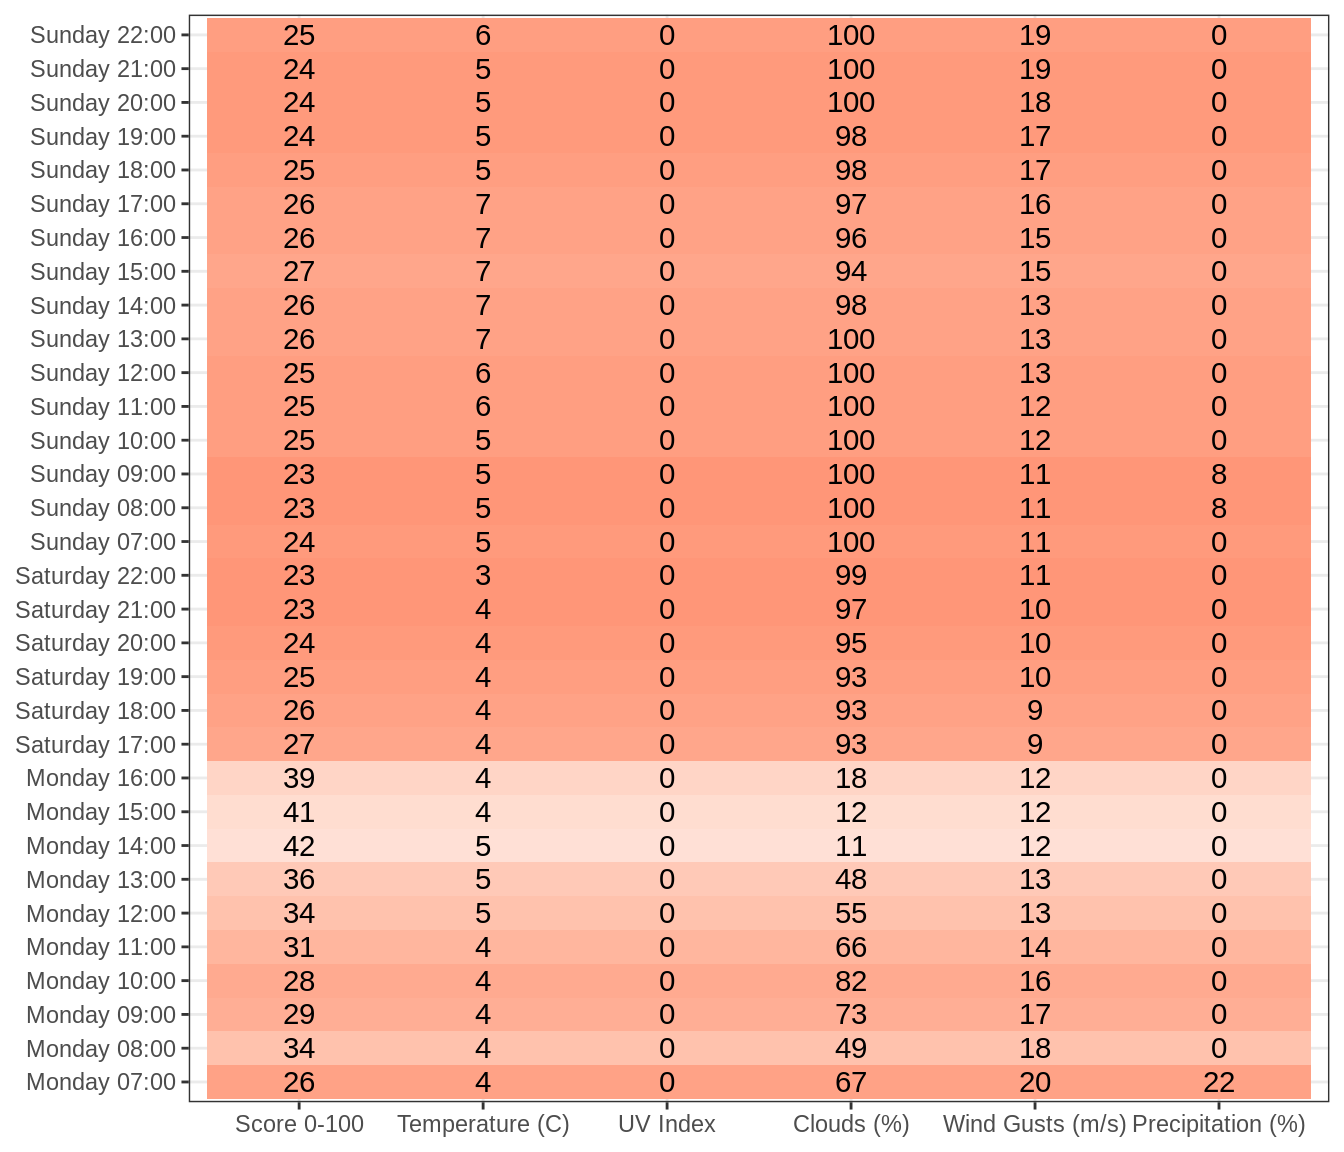 Sunday 22:00 25 6 0 100 19 0
Sunday 21:00 24 5 0 100 19 0
Sunday 20:00 24 5 0 100 18 0
Sunday 19:00 24 5 0 98 17 0
Sunday 18:00 25 5 0 98 17 0
Sunday 17:00 26 7 0 97 16 0
Sunday 16:00 26 7 0 96 15 0
Sunday 15:00 27 7 0 94 15 0
Sunday 14:00 26 7 0 98 13 0
Sunday 13:00 26 7 0 100 13 0
Sunday 12:00 25 6 0 100 13 0
Sunday 11:00 25 6 0 100 12 0
Sunday 10:00 25 5 0 100 12 0
Sunday 09:00 23 5 0 100 11 8
Sunday 08:00 23 5 0 100 11 8
Sunday 07:00 24 5 0 100 11 0
Saturday 22:00 23 3 0 99 11 0
Saturday 21:00 23 4 0 97 10 0
Saturday 20:00 24 4 0 95 10 0
Saturday 19:00 25 4 0 93 10 0
Saturday 18:00 26 4 0 93 9 0
Saturday 17:00 27 4 0 93 9 0
Monday 16:00 39 4 0 18 12 0
Monday 15:00 41 4 0 12 12 0
Monday 14:00 42 5 0 11 12 0
Monday 13:00 36 5 0 48 13 0
Monday 12:00 34 5 0 55 13 0
Monday 11:00 31 4 0 66 14 0
Monday 10:00 28 4 0 82 16 0
Monday 09:00 29 4 0 73 17 0
Monday 08:00 34 4 0 49 18 0
Monday 07:00 26 4 0 67 20 22
Score 0-100 Temperature (C) UV Index Clouds (%) Wind Gusts (m/s) Precipitation (%)